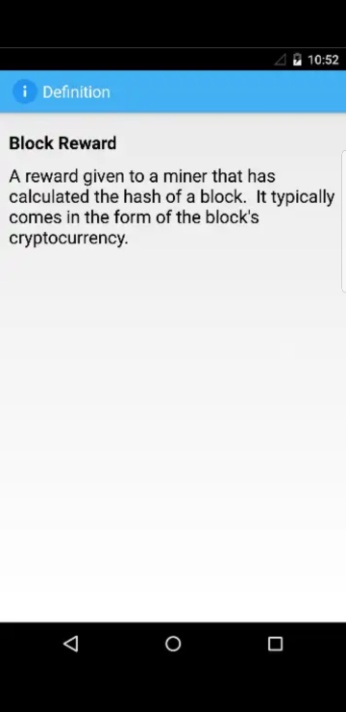 10:52
i Definition
Block Reward
A reward given to a miner that has
calculated the hash of a block.  It typically
comes in the form of the block's
cryptocurrency.